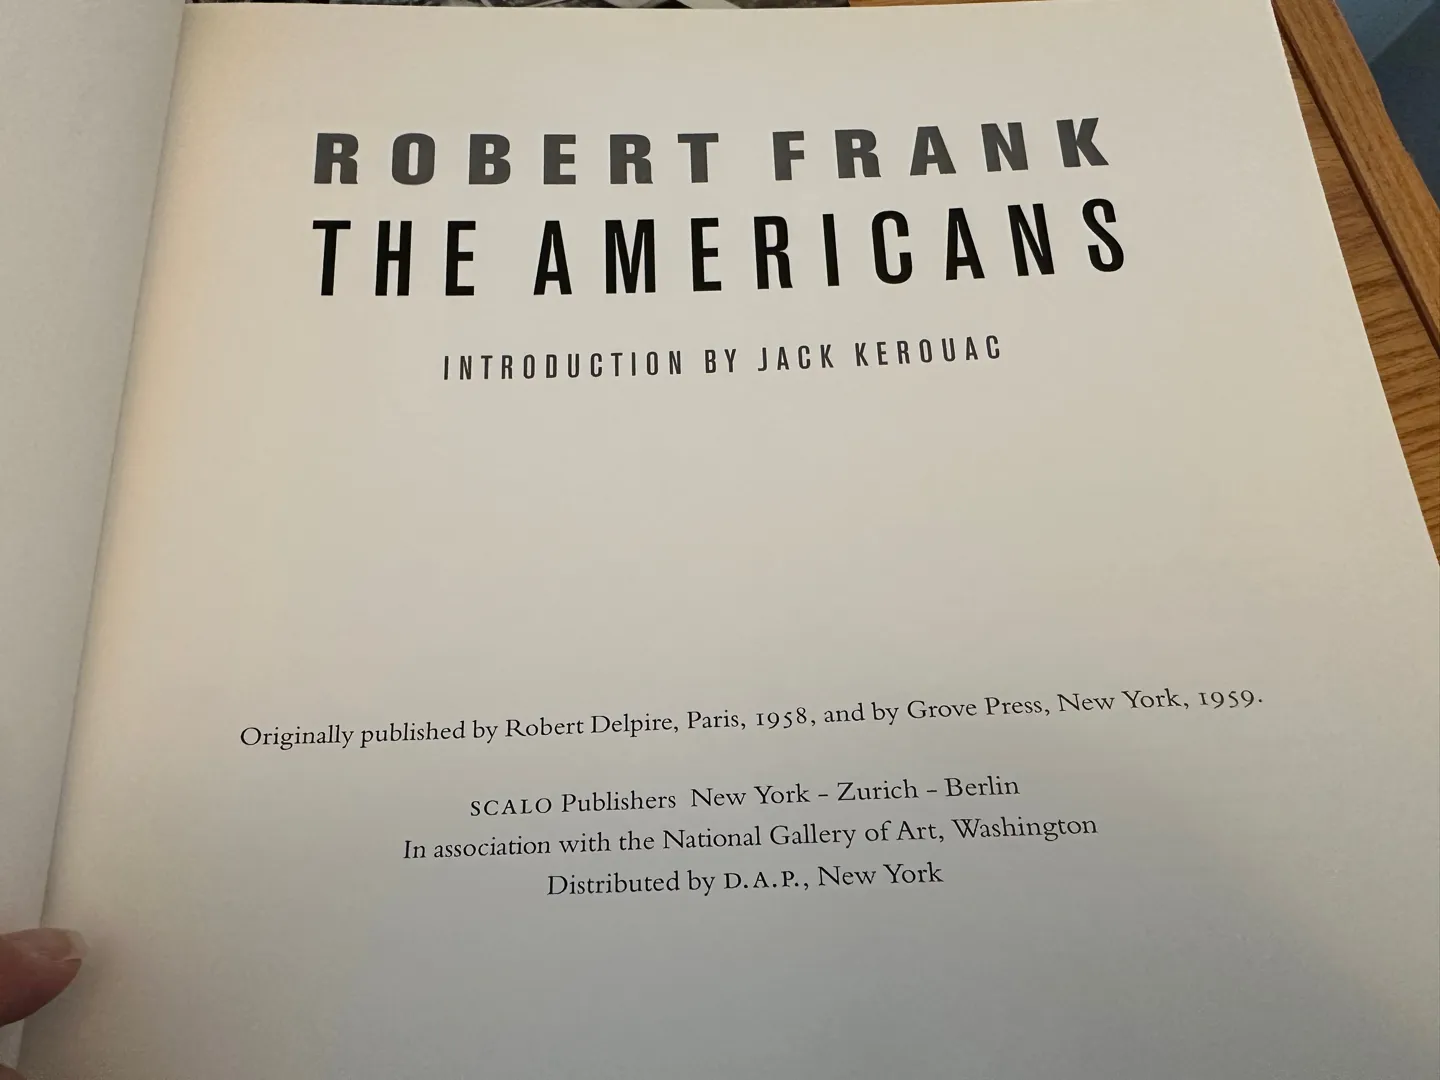 ROBERT FRANK
THE AMERICANS
INTRODUCTION BY JACK KEROUAC
Originally published by Robert Delpire, Paris, 1958, and by Grove Press, New York, 1959.
SCALO Publishers New York – Zurich – Berlin
In association with the National Gallery of Art, Washington
Distributed by D.A.P., New York